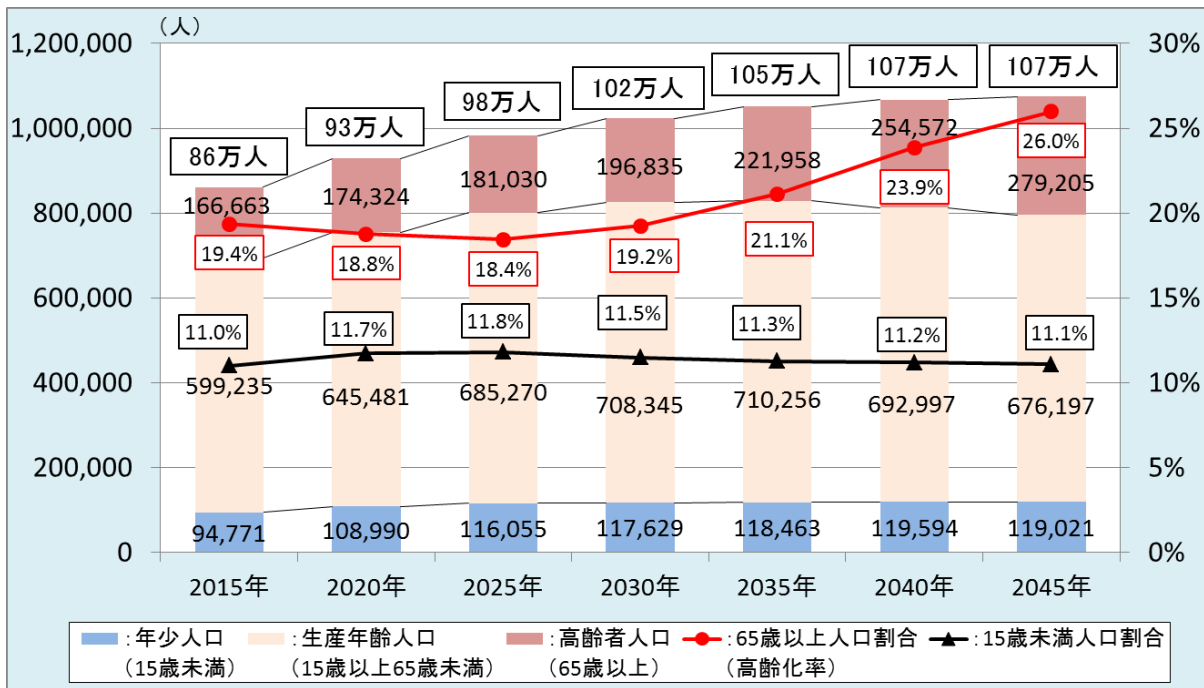 （人）
1,200,000
1,000,000
800,000
600,000
400,000
200,000
0
30%
25%
20%
15%
10%
5%
0%
86万人
93万人
98万人
102万人
105万人
107万人
107万人
166,663
174,324
181,030
196,835
221,958
254,572
279,205
19.4%
18.8%
18.4%
19.2%
21.1%
23.9%
26.0%
11.0%
11.7%
11.8%
11.5%
11.3%
11.2%
11.1%
599,235
645,481
685,270
708,345
710,256
692,997
676,197
94,771
108,990
116,055
117,629
118,463
119,594
119,021
2015年
2020年
2025年
2030年
2035年
2040年
2045年
：年少人口
（15歳未満）
：生産年齢人口
（15歳以上65歳未満）
：高齢者人口
（65歳以上）
：65歳以上人口割合
（高齢化率）
：15歳未満人口割合